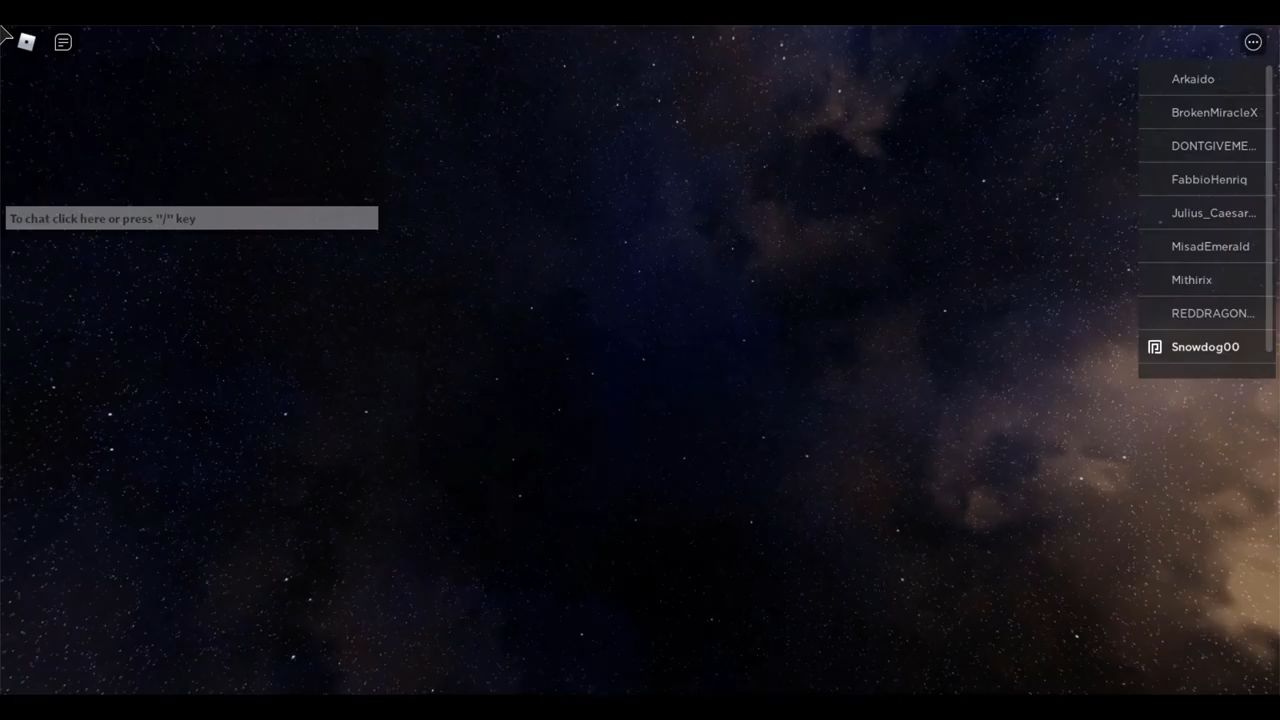 To chat click here or press "/" key
Arkaido
BrokenMiracleX
DONTGIVEME...
FabbioHenriq
Julius_Caesar...
MisadEmerald
Mithirix
REDDRAGON...
Snowdog00